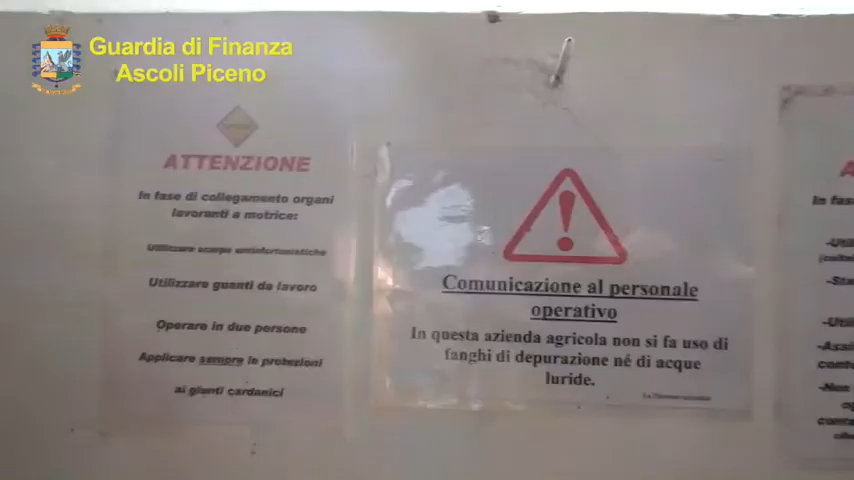 Guardia di Finanza
Ascoli Piceno
ATTENZIONE
In fase di collegamento organi
lavoranti a motrice:
Utilizzare scarpe antinfortunistiche
Utilizzare guanti da lavoro
Operare in due persone
Applicare sempre le protezioni
ai giunti cardanici
Comunicazione al personale
operativo
In questa azienda agricola non si fa uso di
fanghi di depurazione né di acque
luride.
In fase